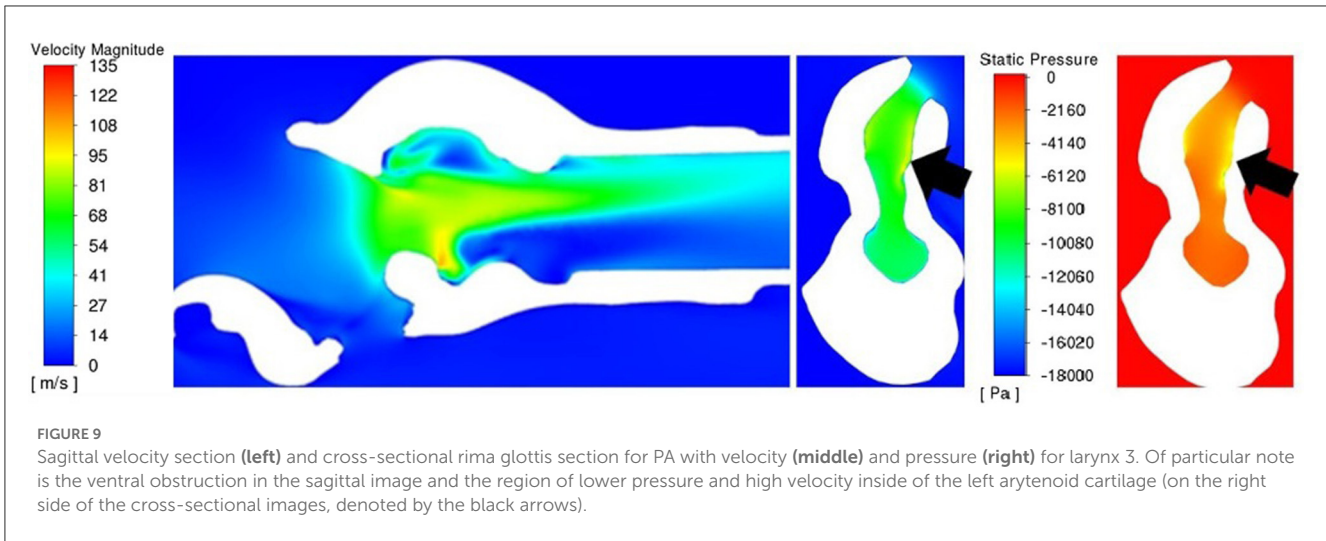 Velocity Magnitude
135
122
108
95
81
68
54
41
27
14
0
[ m/s ]
Static Pressure
0
-2160
-4140
-6120
-8100
-10080
-12060
-14040
-16020
-18000
[ Pa ]
FIGURE 9
Sagittal velocity section (left) and cross-sectional rima glottis section for PA with velocity (middle) and pressure (right) for larynx 3. Of particular note
is the ventral obstruction in the sagittal image and the region of lower pressure and high velocity inside of the left arytenoid cartilage (on the right
side of the cross-sectional images, denoted by the black arrows).